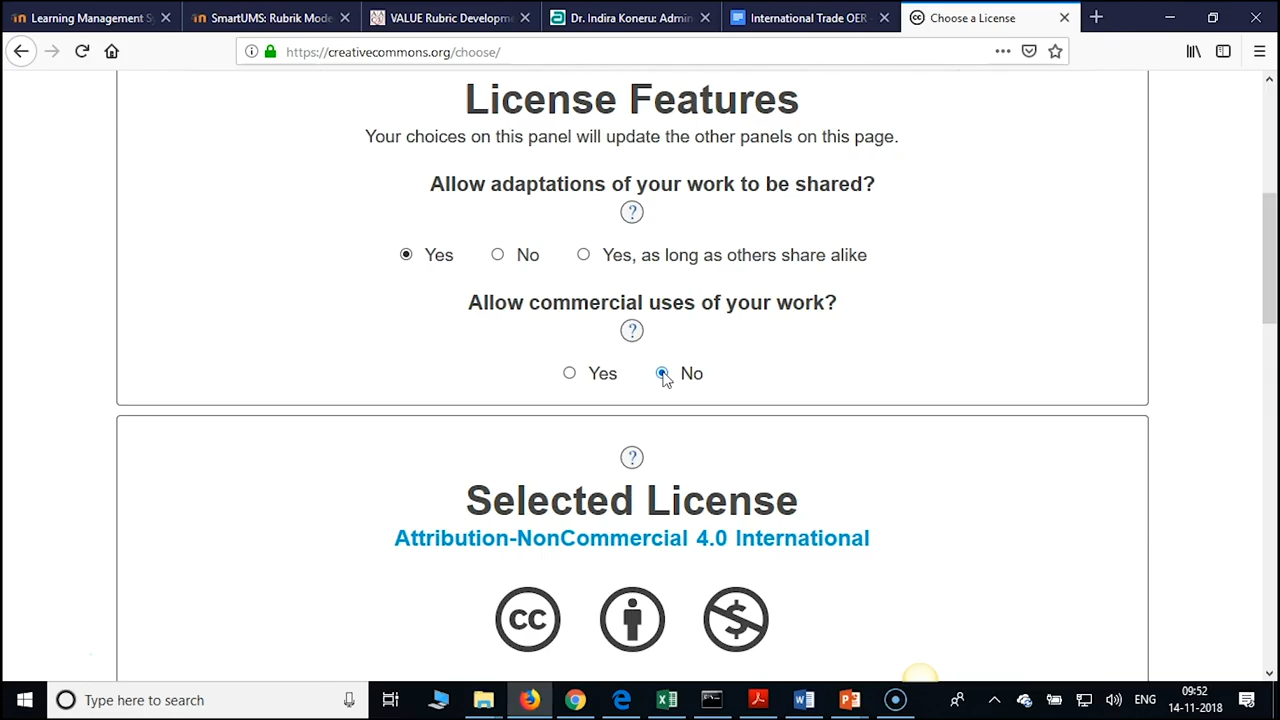 Learning Management S
SmartUMS: Rubrik Mode
VALUE Rubric Developme
Dr. Indira Koneru: Admin
International Trade OER -
Choose a License
https://creativecommons.org/choose/
License Features
Your choices on this panel will update the other panels on this page.
Allow adaptations of your work to be shared?
?
Yes
No
Yes, as long as others share alike
Allow commercial uses of your work?
?
Yes
No
?
Selected License
Attribution-NonCommercial 4.0 International
cc
$
Type here to search
ENG
09:52
14-11-2018